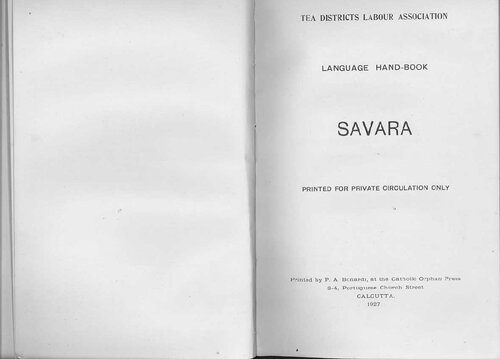 TEA DISTRICTS LABOUR ASSOCIATION
LANGUAGE HAND-BOOK
SAVARA
PRINTED FOR PRIVATE CIRCULATION ONLY
Printed by P. A. Bonardi, at the Catholic Orphan Press
3-4, Portuguese Church Street
CALCUTTA.
1927